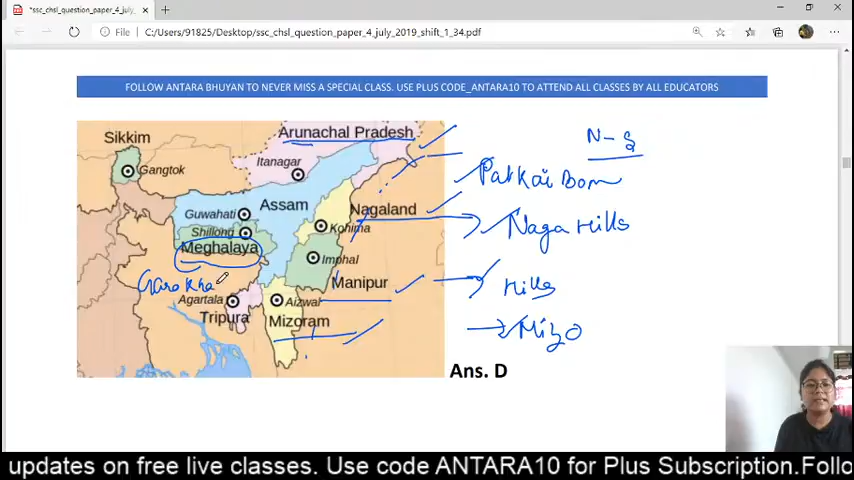 *ssc_chsl_question_paper_4_july
File | C:/Users/91825/Desktop/ssc_chsl_question_paper_4_july_2019_shift_1_34.pdf
FOLLOW ANTARA BHUYAN TO NEVER MISS A SPECIAL CLASS. USE PLUS CODE_ANTARA10 TO ATTEND ALL CLASSES BY ALL EDUCATORS
Sikkim
Gangtok
Arunachal Pradesh
Itanagar
N-S
Patkai Bom
Assam
Guwahati
Nagaland
Kohima
Naga Hills
Shillong
Meghalaya
Imphal
Manipur
Hills
Garo Kha
Agartala
Tripura
Aizwal
Mizoram
Mizo
Ans. D
updates on free live classes. Use code ANTARA10 for Plus Subscription.Follo